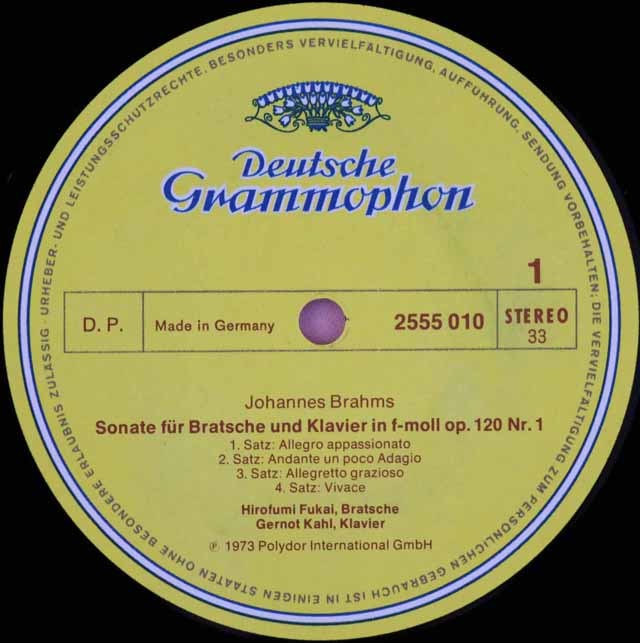 URHEBER- UND LEISTUNGSSCHUTZRECHTE, BESONDERS VERVIELFÄLTIGUNG, AUFFÜHRUNG, SENDUNG VORBEHALTEN; DIE VERVIELFÄLTIGUNG ZUM PERSÖNLICHEN GEBRAUCH IST IN EINIGEN STAATEN OHNE BESONDERE ERLAUBNIS ZULÄSSIG ·
Deutsche
Grammophon
1
D. P.
Made in Germany
2555 010
STEREO
33
Johannes Brahms
Sonate für Bratsche und Klavier in f-moll op. 120 Nr. 1
1. Satz: Allegro appassionato
2. Satz: Andante un poco Adagio
3. Satz: Allegretto grazioso
4. Satz: Vivace
Hirofumi Fukai, Bratsche
Gernot Kahl, Klavier
℗ 1973 Polydor International GmbH